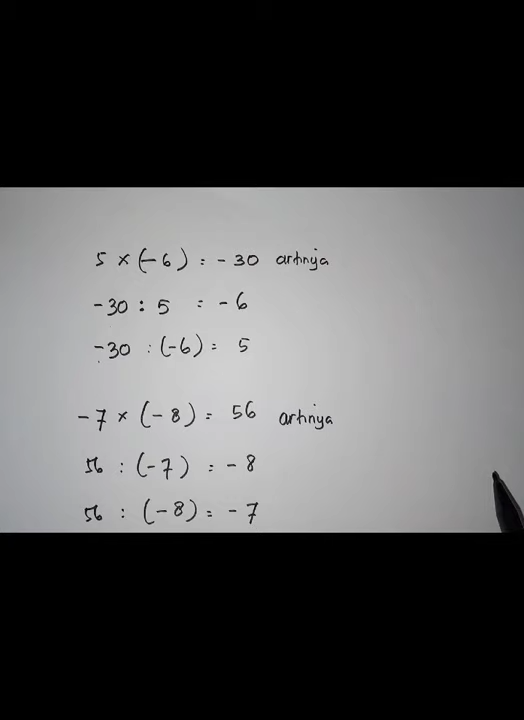 5 × (-6) = -30 artinya
-30 : 5 = -6
-30 : (-6) = 5
-7 × (-8) = 56 artinya
56 : (-7) = -8
56 : (-8) = -7